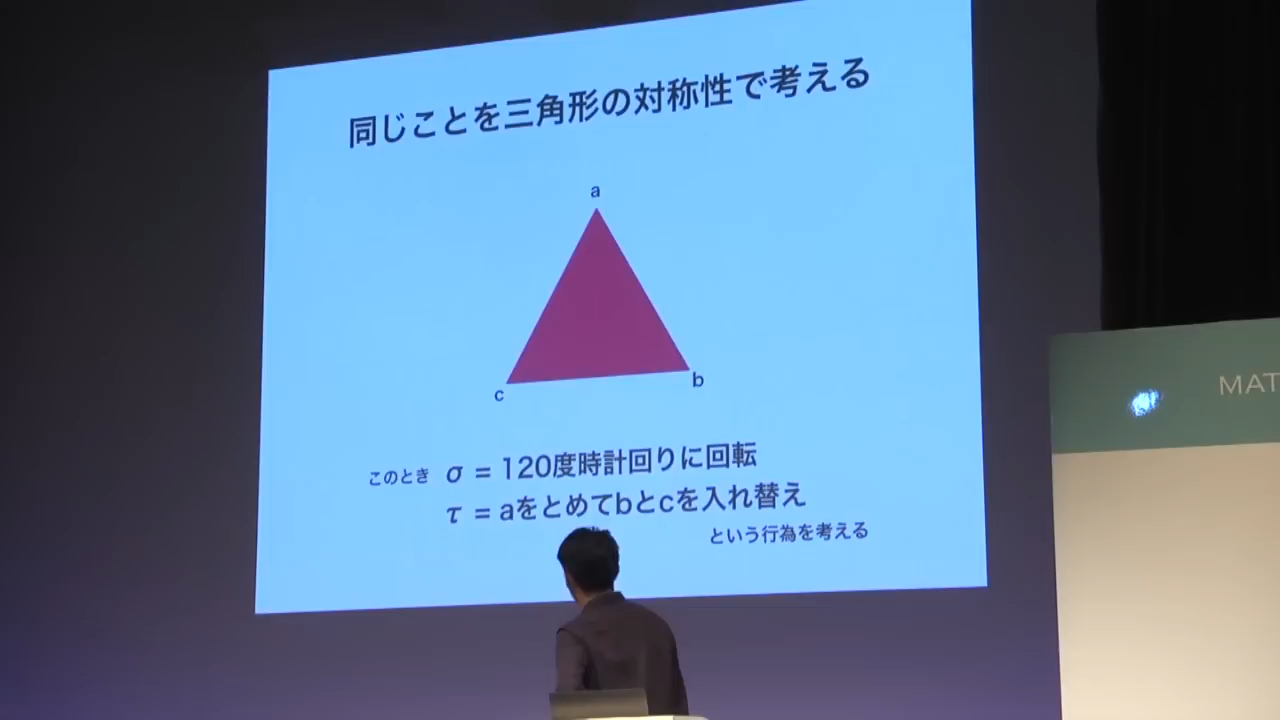 同じことを三角形の対称性で考える
a
c
b
このとき σ = 120度時計回りに回転
τ = aをとめてbとcを入れ替え
という行為を考える
MAT